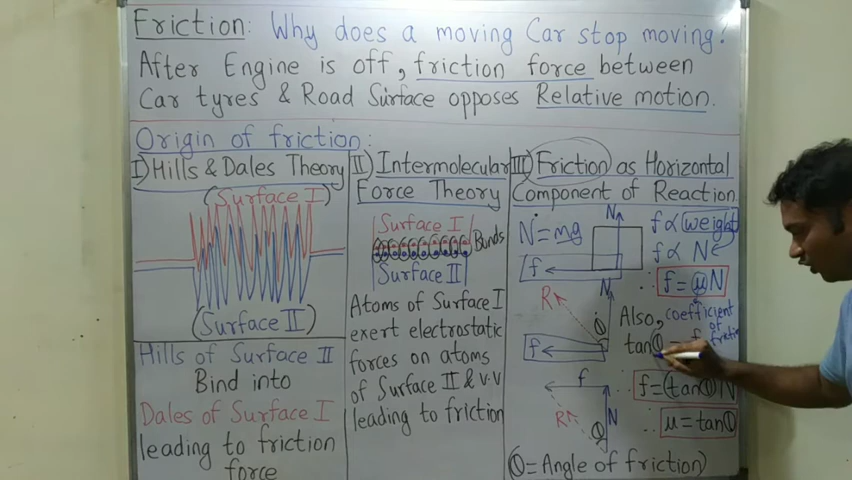 Friction: Why does a moving Car stop moving?
After Engine is off, friction force between
Car tyres & Road Surface opposes Relative motion.
Origin of friction:
I) Hills & Dales Theory
(Surface I)
(Surface II)
Hills of Surface II
Bind into
Dales of Surface I
leading to friction
force
II) Intermolecular
Force Theory
Surface I
Bonds
Surface II
Atoms of Surface I
exert electrostatic
forces on atoms
of Surface II & v.v
leading to friction
III) Friction as Horizontal
Component of Reaction
N = mg
N
f
f ∝ weight
f ∝ N
∴ f = μN
N
R
θ
f
Also, coefficient
of
friction
tanθ = f
f
R
N
θ
∴ f = (tanθ) N
∴ μ = tanθ
(θ = Angle of friction)